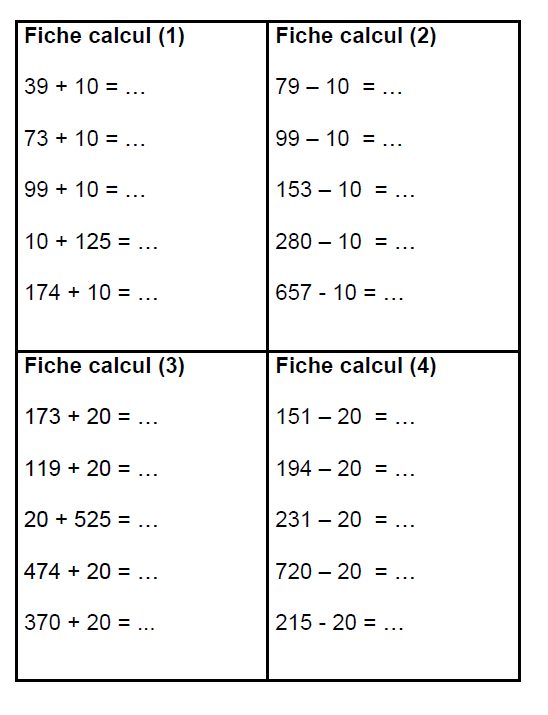 Fiche calcul (1)
39 + 10 = …
73 + 10 = …
99 + 10 = …
10 + 125 = …
174 + 10 = …
Fiche calcul (2)
79 – 10  = …
99 – 10  = …
153 – 10  = …
280 – 10  = …
657 - 10 = …
Fiche calcul (3)
173 + 20 = …
119 + 20 = …
20 + 525 = …
474 + 20 = …
370 + 20 = ...
Fiche calcul (4)
151 – 20  = …
194 – 20  = …
231 – 20  = …
720 – 20  = …
215 - 20 = …